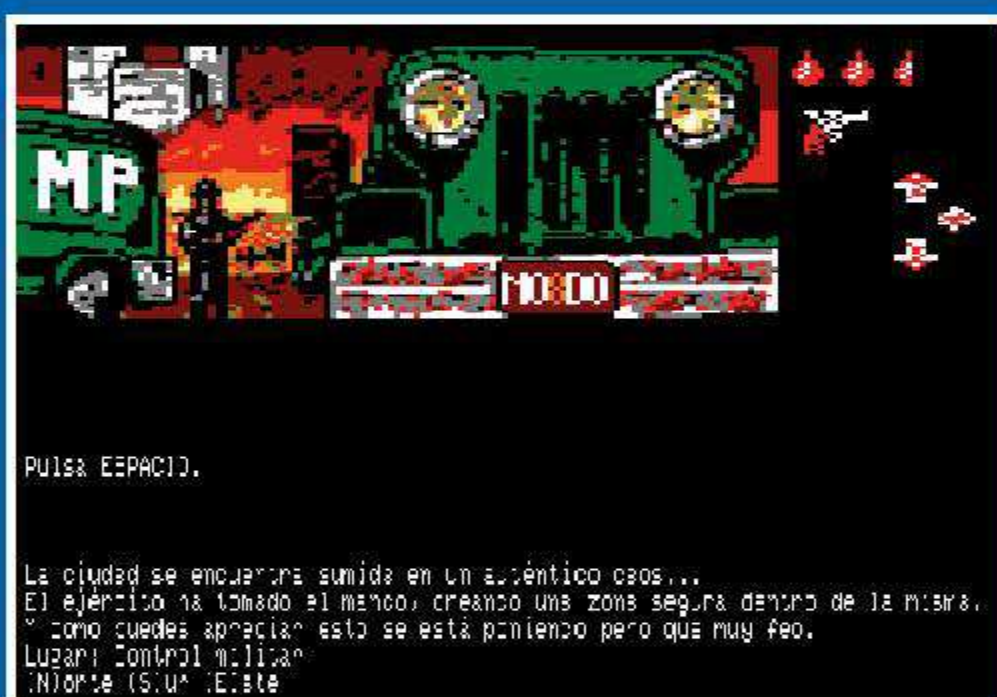 MP
NO8DO
Pulsa ESPACIO.
La ciudad se encuentra sumida en un auténtico caos...
El ejército ha tomado el mando, creando una zona segura dentro de la misma.
Y como puedes apreciar esto se está poniendo pero que muy feo.
Lugar: Control militar
(N)orte (S)ur (E)ste